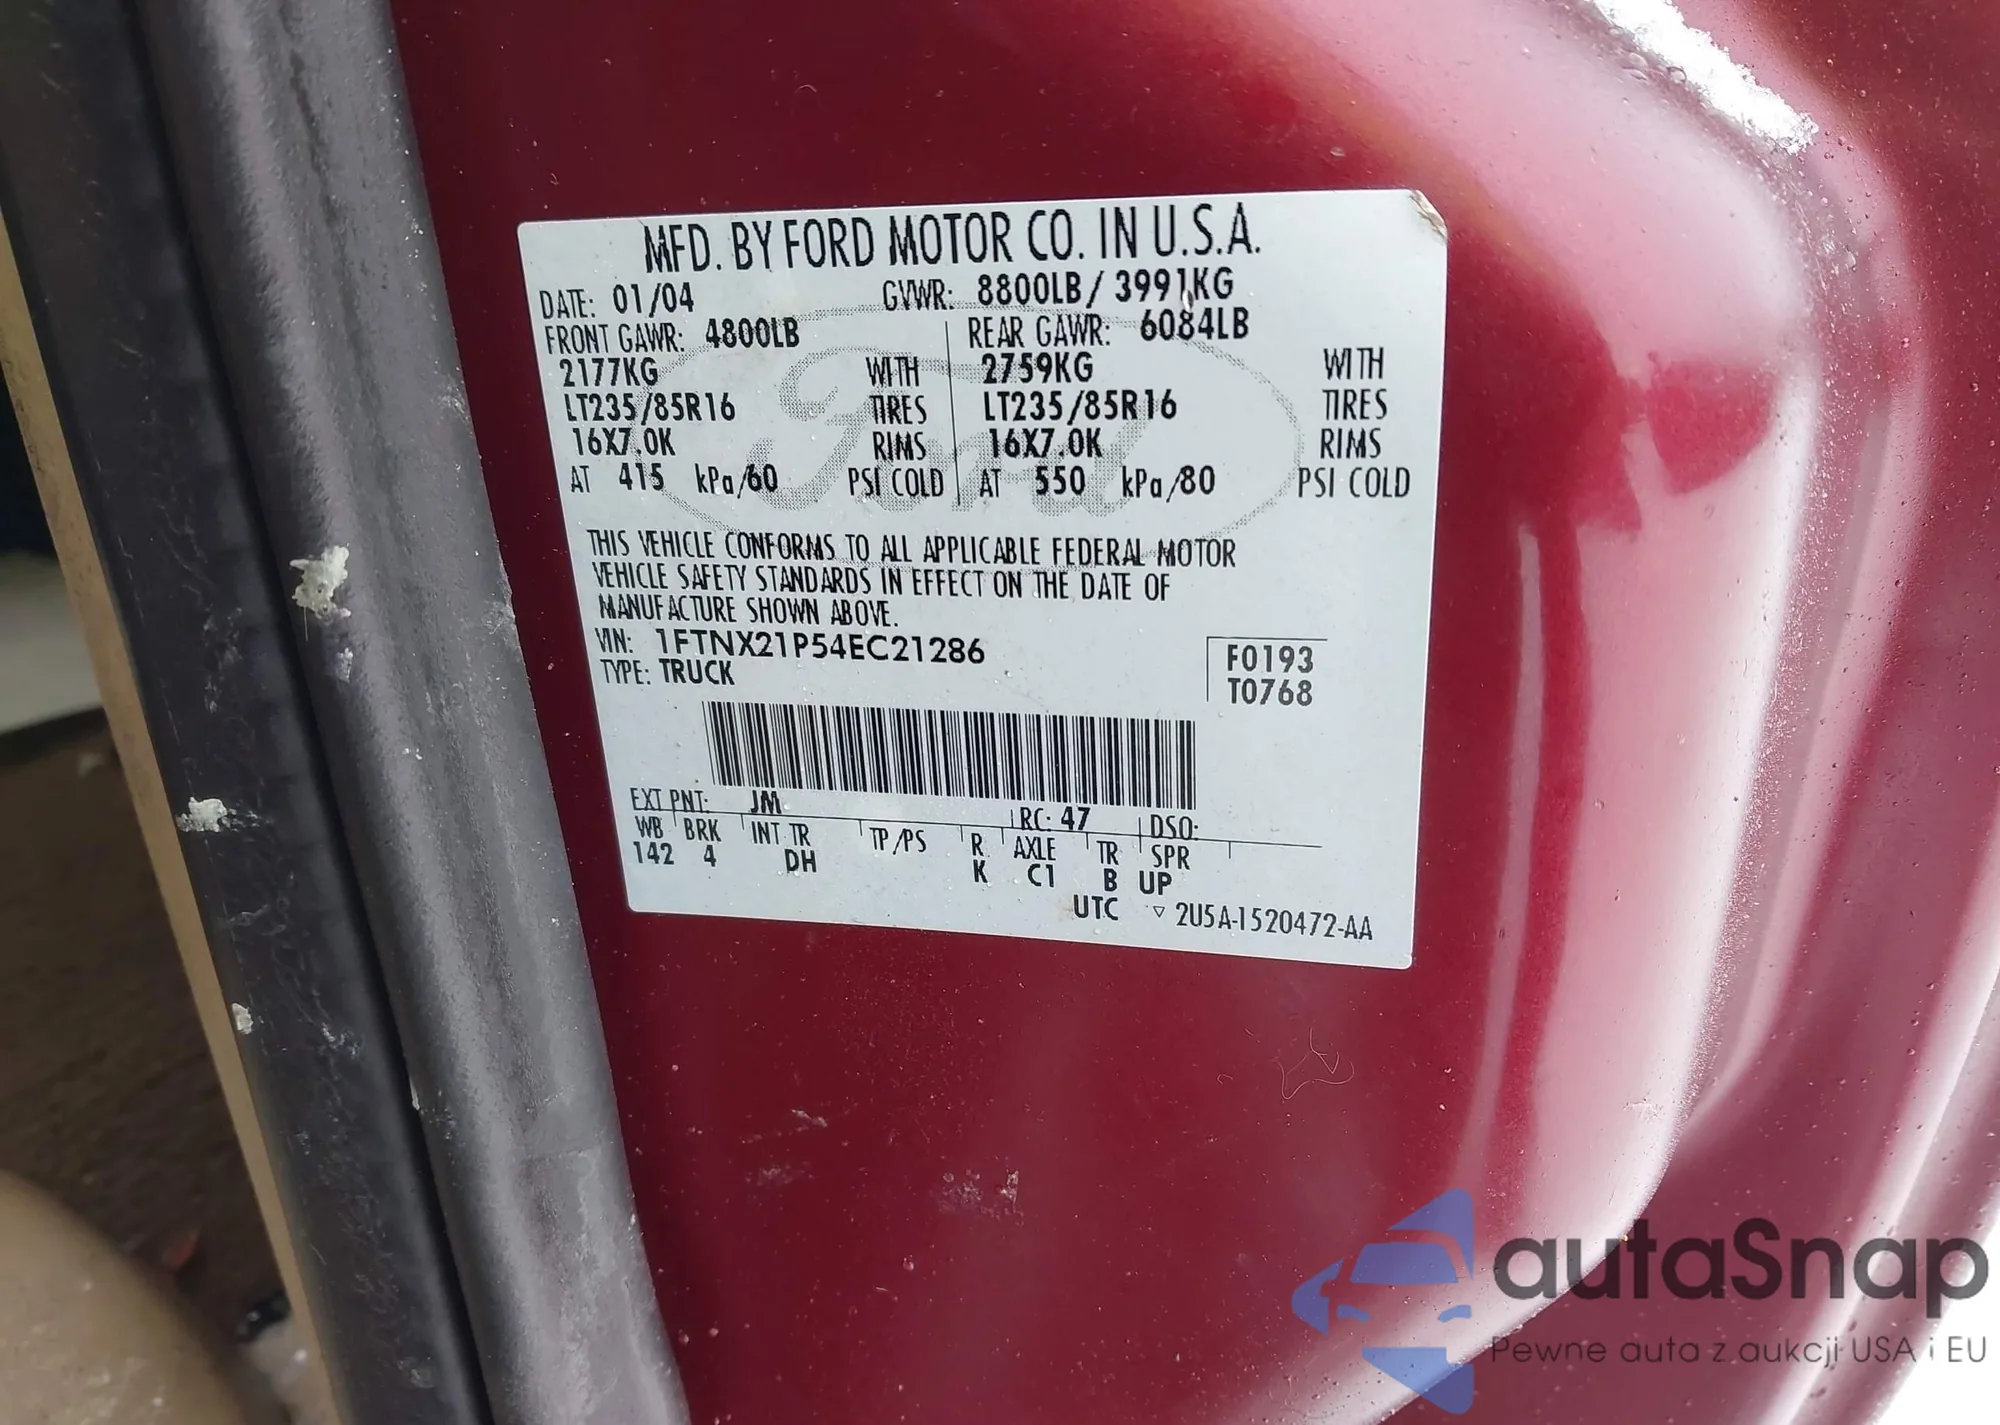 MFD. BY FORD MOTOR CO. IN U.S.A.
DATE: 01/04 GVWR: 8800LB / 3991KG
FRONT GAWR: 4800LB REAR GAWR: 6084LB
2177KG WITH 2759KG WITH
LT235/85R16 TIRES LT235/85R16 TIRES
16X7.0K RIMS 16X7.0K RIMS
AT 415 kPa/60 PSI COLD AT 550 kPa/80 PSI COLD
Ford
THIS VEHICLE CONFORMS TO ALL APPLICABLE FEDERAL MOTOR
VEHICLE SAFETY STANDARDS IN EFFECT ON THE DATE OF
MANUFACTURE SHOWN ABOVE.
VIN: 1FTNX21P54EC21286 F0193
TYPE: TRUCK T0768
EXT PNT: JM RC: 47 DSO:
WB BRK INT TR TP/PS R AXLE TR SPR
142 4 DH K C1 B UP
UTC ▽ 2U5A-1520472-AA
autaSnap
Pewne auta z aukcji USA i EU